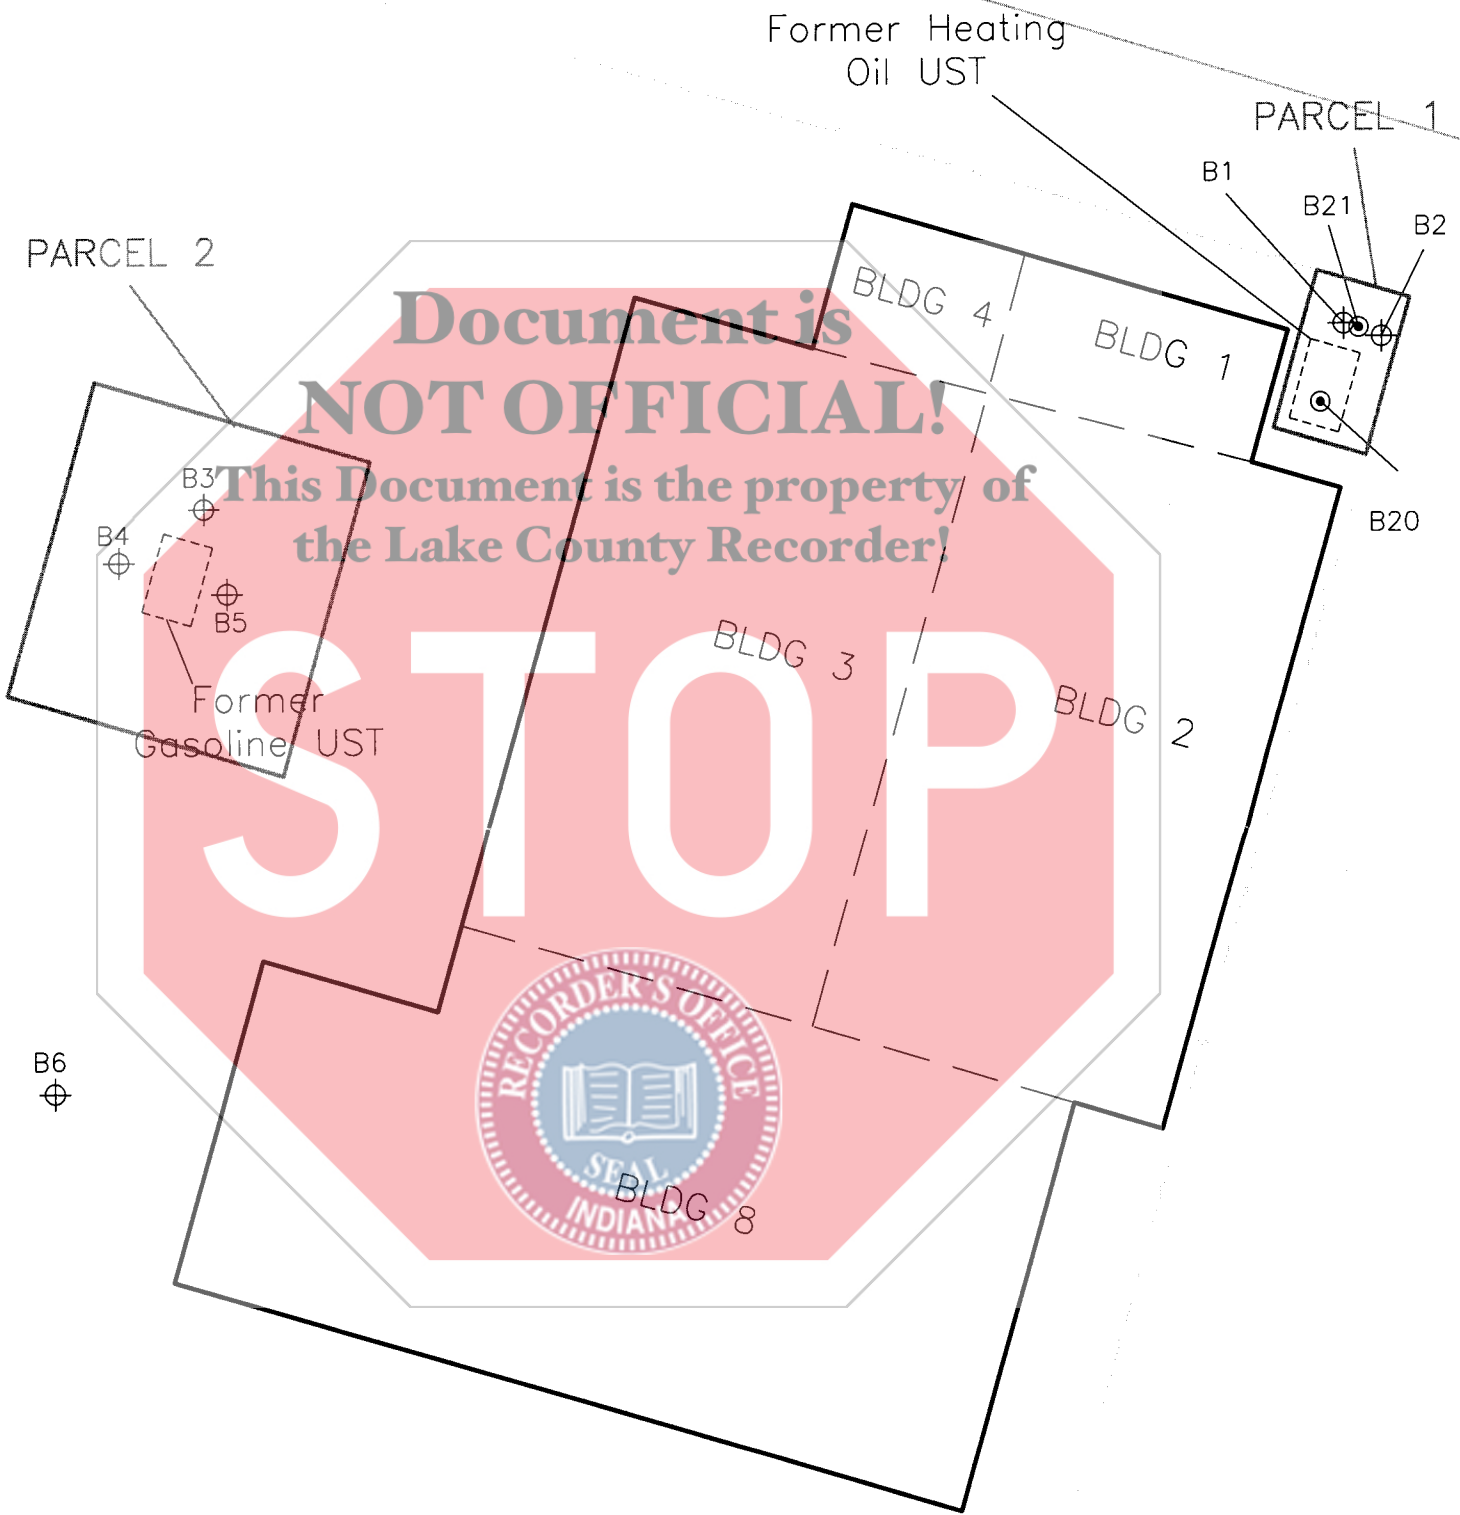 Former Heating
Oil UST
PARCEL 1
B1
B21
B2
PARCEL 2
BLDG 4
BLDG 1
Document is
NOT OFFICIAL!
This Document is the property of
the Lake County Recorder!
B3
B4
B5
B20
Former
Gasoline UST
BLDG 3
BLDG 2
STOP
B6
RECORDER'S OFFICE
SEAL
INDIANA
BLDG 8